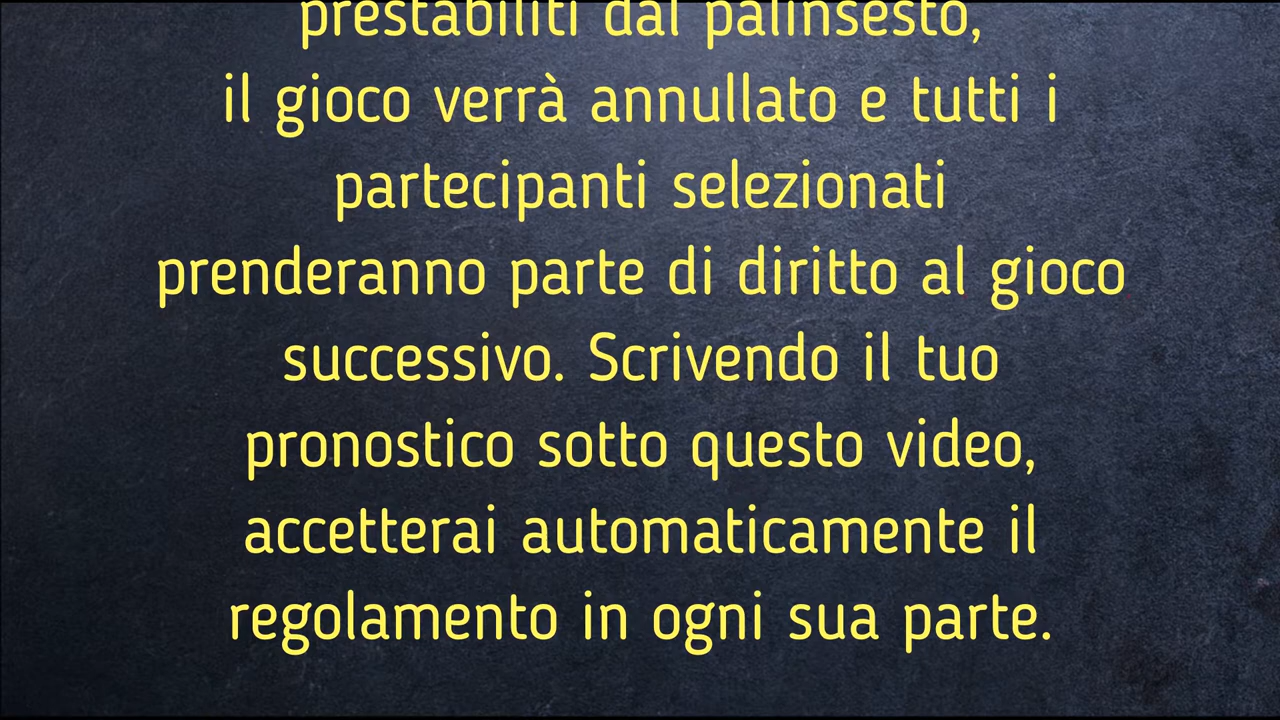 prestabiliti dal palinsesto,
il gioco verrà annullato e tutti i
partecipanti selezionati
prenderanno parte di diritto al gioco
successivo. Scrivendo il tuo
pronostico sotto questo video,
accetterai automaticamente il
regolamento in ogni sua parte.